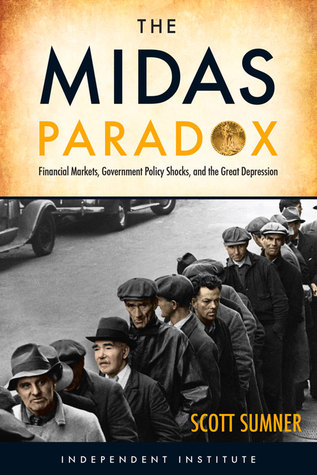 THE
MIDAS
PARADOX
Financial Markets, Government Policy Shocks, and the Great Depression
SCOTT SUMNER
INDEPENDENT INSTITUTE